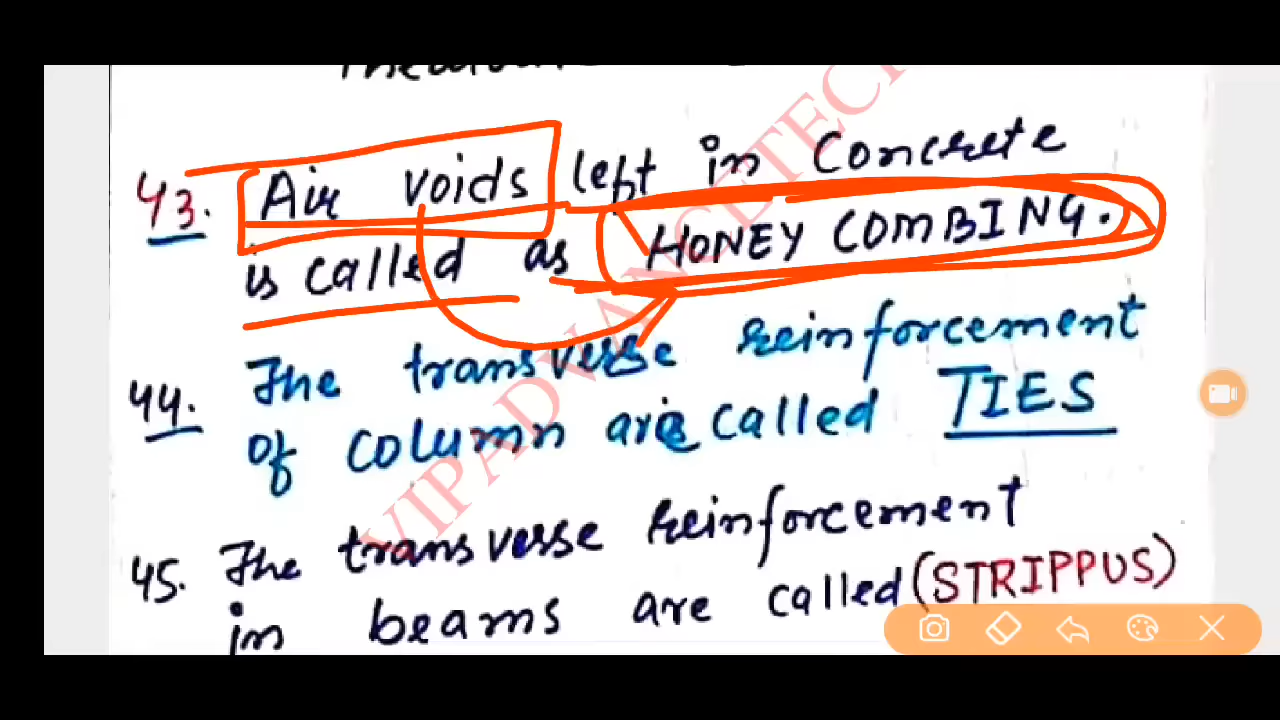 43. Air voids left in Concrete
is called as HONEY COMBING.
44. The transverse reinforcement
of column are called TIES
45. The transverse reinforcement
in beams are called (STRIPPUS)
VIPADVANCETECH